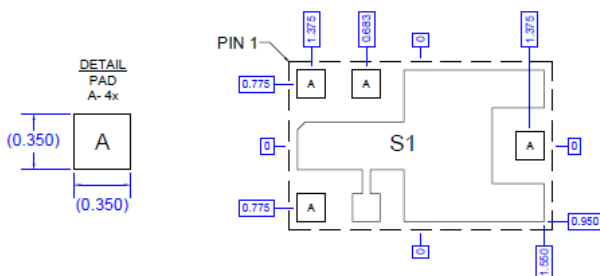 PIN 1
1.375
0.683
0
1.375
DETAIL
PAD
A- 4x
0.775
A
A
(0.350)
A
0
S1
A
0
0.775
A
0.950
(0.350)
0
1.550